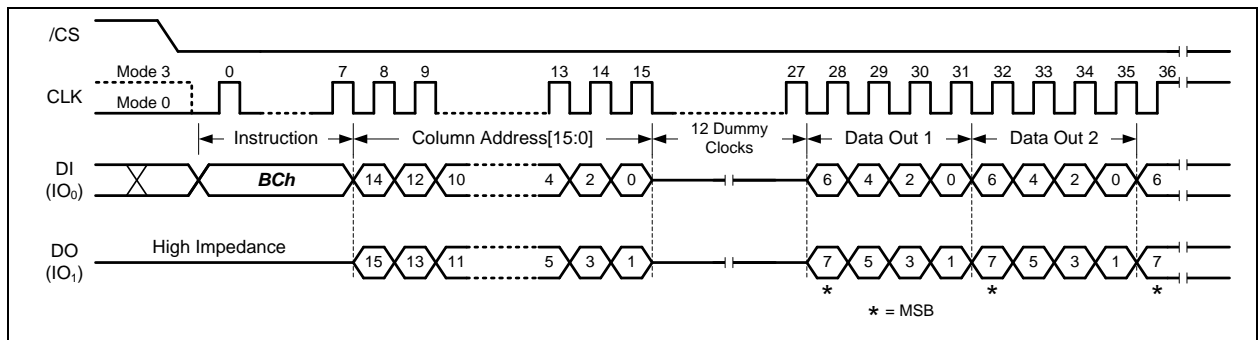 /CS
Mode 3 0 7 8 9 13 14 15 27 28 29 30 31 32 33 34 35 36
CLK
Mode 0
Instruction Column Address[15:0] 12 Dummy Clocks Data Out 1 Data Out 2
DI
(IO₀)
BCh 14 12 10 4 2 0 6 4 2 0 6 4 2 0 6
DO
(IO₁)
High Impedance 15 13 11 5 3 1 7 5 3 1 7 5 3 1 7
* * *
* = MSB